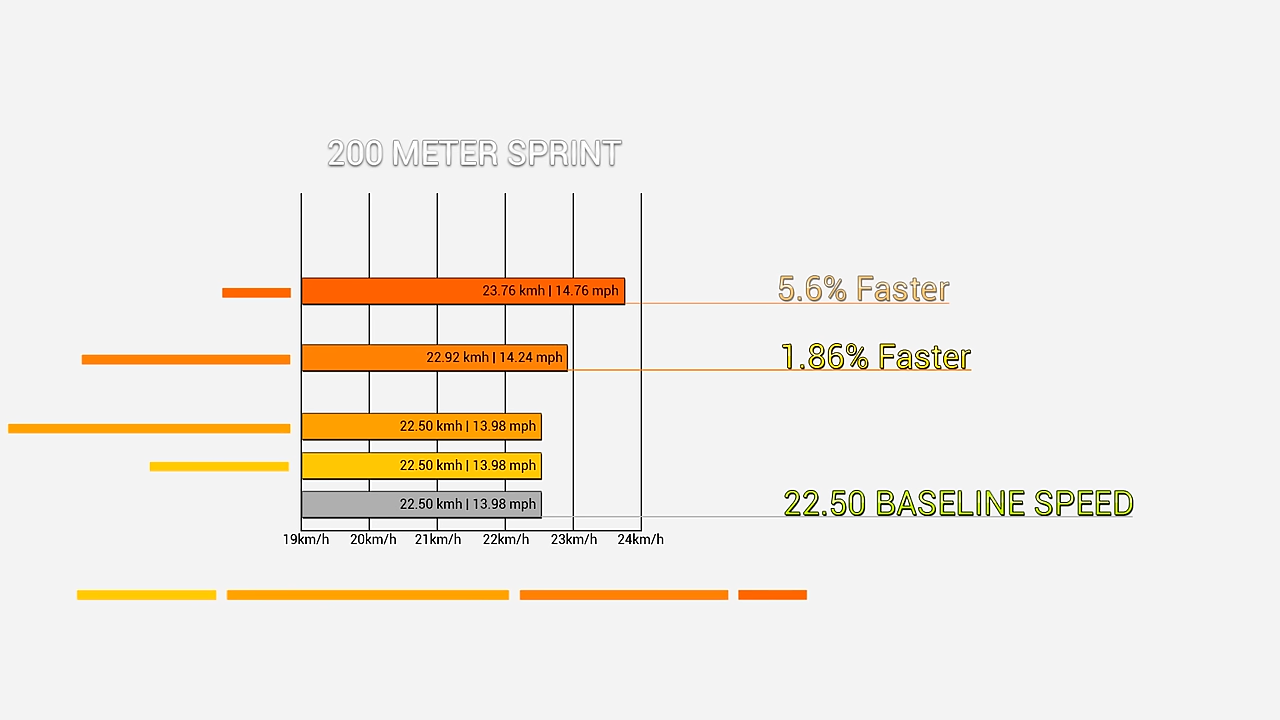 200 METER SPRINT
23.76 kmh | 14.76 mph
5.6% Faster
22.92 kmh | 14.24 mph
1.86% Faster
22.50 kmh | 13.98 mph
22.50 kmh | 13.98 mph
22.50 kmh | 13.98 mph
22.50 BASELINE SPEED
19km/h 20km/h 21km/h 22km/h 23km/h 24km/h